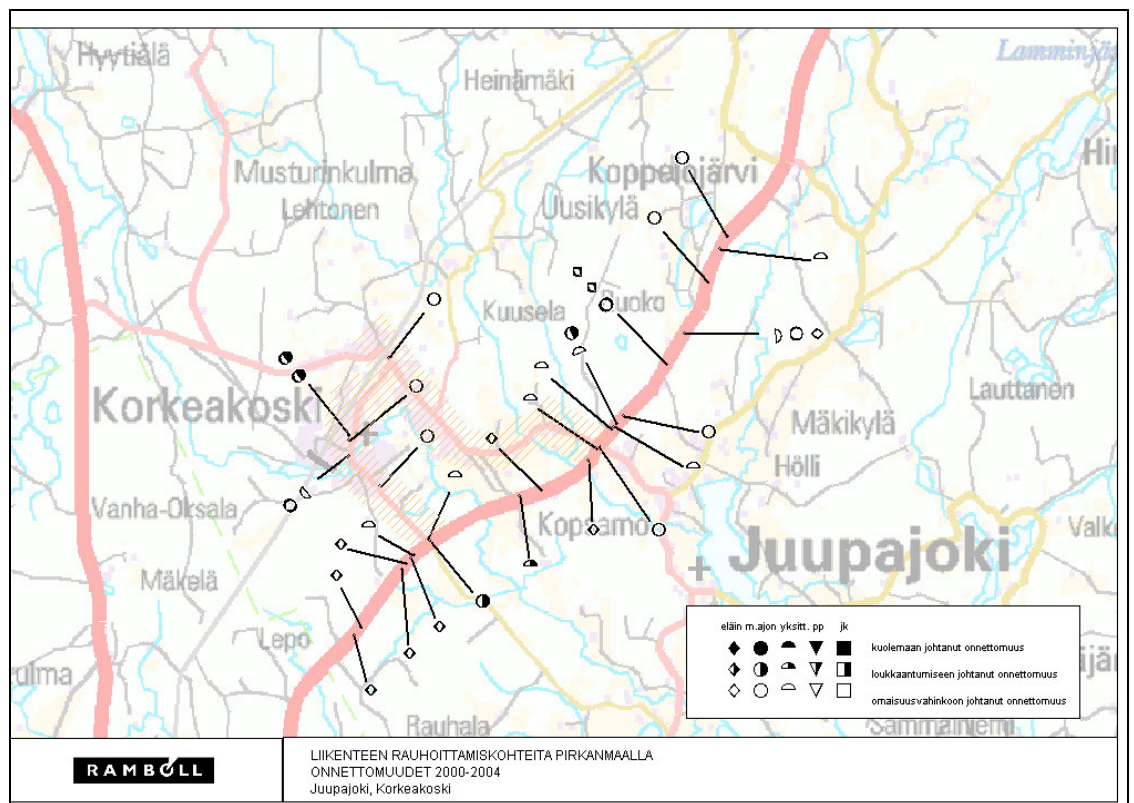 Hyytiälä
Heinämäki
Musturinkulma
Lehtonen
Koppelojärvi
Uusikylä
Kuusela
Korkeakoski
Lauttanen
Mäkikylä
Hölli
Vanha-Oksala
Kopsamo
Juupajoki
Mäkelä
Lepo
Rauhala
eläin m.ajon yksitt. pp jk
kuolemaan johtanut onnettomuus
loukkaantumiseen johtanut onnettomuus
omaisuusvahinkoon johtanut onnettomuus
Sammalniemi
RAMBOLL
LIIKENTEEN RAUHOITTAMISKOHTEITA PIRKANMAALLA
ONNETTOMUUDET 2000-2004
Juupajoki, Korkeakoski